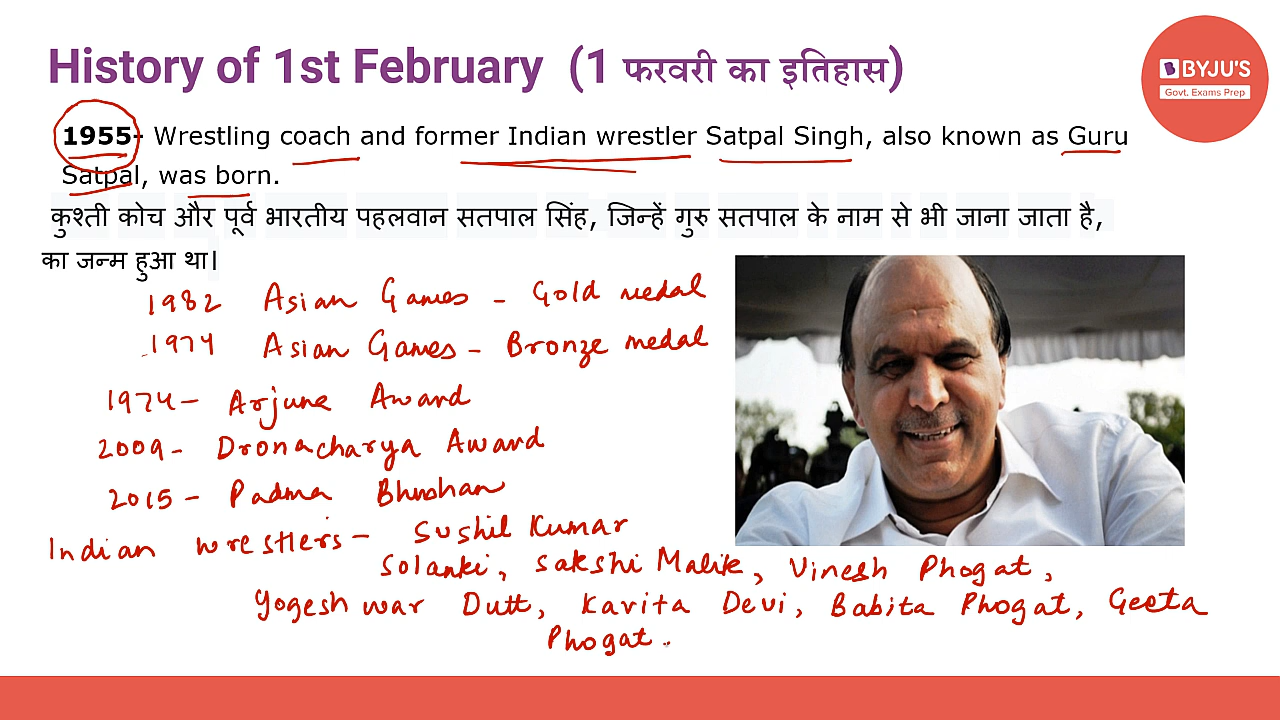 History of 1st February (1 फरवरी का इतिहास)
BYJU'S
Govt. Exams Prep
1955- Wrestling coach and former Indian wrestler Satpal Singh, also known as Guru
Satpal, was born.
कुश्ती कोच और पूर्व भारतीय पहलवान सतपाल सिंह, जिन्हें गुरु सतपाल के नाम से भी जाना जाता है,
का जन्म हुआ था।
1982 Asian Games - Gold medal
1974 Asian Games - Bronze medal
1974 - Arjuna Award
2009 - Dronacharya Award
2015 - Padma Bhushan
Indian wrestlers - Sushil Kumar
Solanki, Sakshi Malik, Vinesh Phogat,
Yogeshwar Dutt, Kavita Devi, Babita Phogat, Geeta
Phogat.